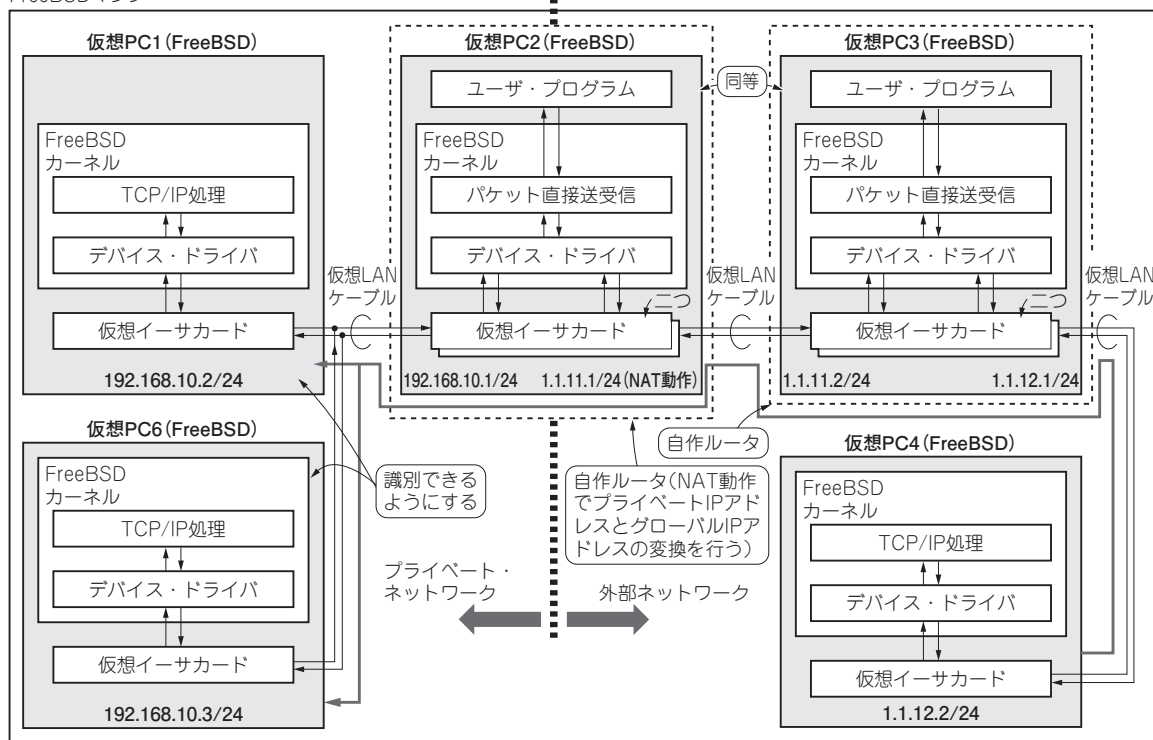 仮想PC1(FreeBSD)
FreeBSD
カーネル
TCP/IP処理
デバイス・ドライバ
仮想イーサカード
192.168.10.2/24
仮想LAN
ケーブル
仮想PC2(FreeBSD)
ユーザ・プログラム
FreeBSD
カーネル
パケット直接送受信
デバイス・ドライバ
二つ
仮想イーサカード
192.168.10.1/24
1.1.11.1/24(NAT動作)
同等
仮想LAN
ケーブル
仮想PC3(FreeBSD)
ユーザ・プログラム
FreeBSD
カーネル
パケット直接送受信
デバイス・ドライバ
二つ
仮想イーサカード
1.1.11.2/24
1.1.12.1/24
仮想LAN
ケーブル
仮想PC6(FreeBSD)
FreeBSD
カーネル
TCP/IP処理
デバイス・ドライバ
仮想イーサカード
192.168.10.3/24
識別できる
ようにする
プライベート・
ネットワーク
外部ネットワーク
自作ルータ
自作ルータ(NAT動作
でプライベートIPアド
レスとグローバルIPア
ドレスの変換を行う)
仮想PC4(FreeBSD)
FreeBSD
カーネル
TCP/IP処理
デバイス・ドライバ
仮想イーサカード
1.1.12.2/24